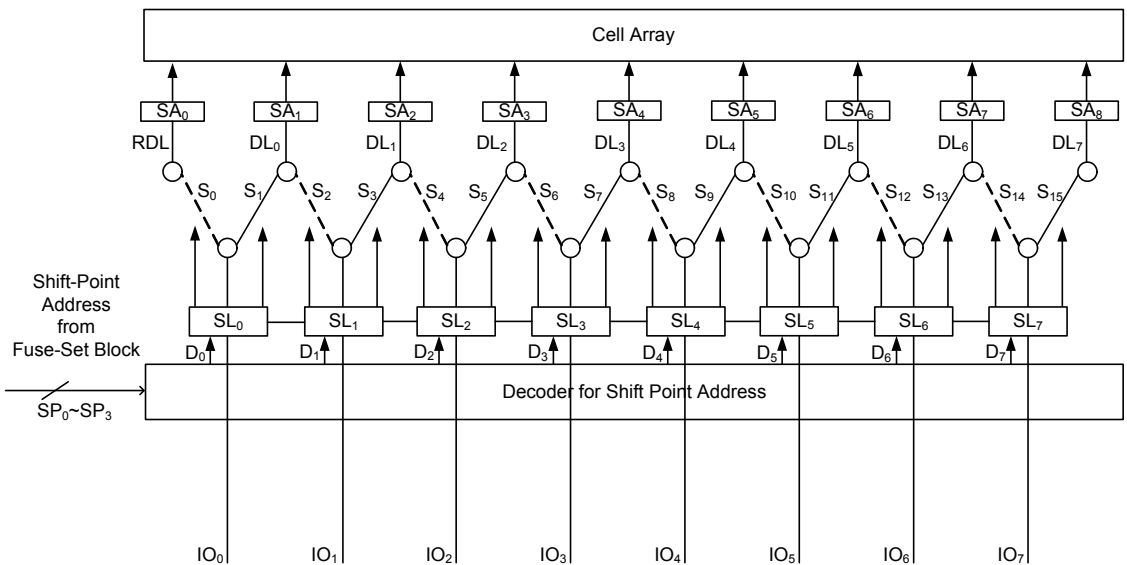 Cell Array
SA0 SA1 SA2 SA3 SA4 SA5 SA6 SA7 SA8
RDL DL0 DL1 DL2 DL3 DL4 DL5 DL6 DL7
S0 S1 S2 S3 S4 S5 S6 S7 S8 S9 S10 S11 S12 S13 S14 S15
Shift-Point
Address
from
Fuse-Set Block
SL0 SL1 SL2 SL3 SL4 SL5 SL6 SL7
D0 D1 D2 D3 D4 D5 D6 D7
Decoder for Shift Point Address
SP0~SP3
IO0 IO1 IO2 IO3 IO4 IO5 IO6 IO7